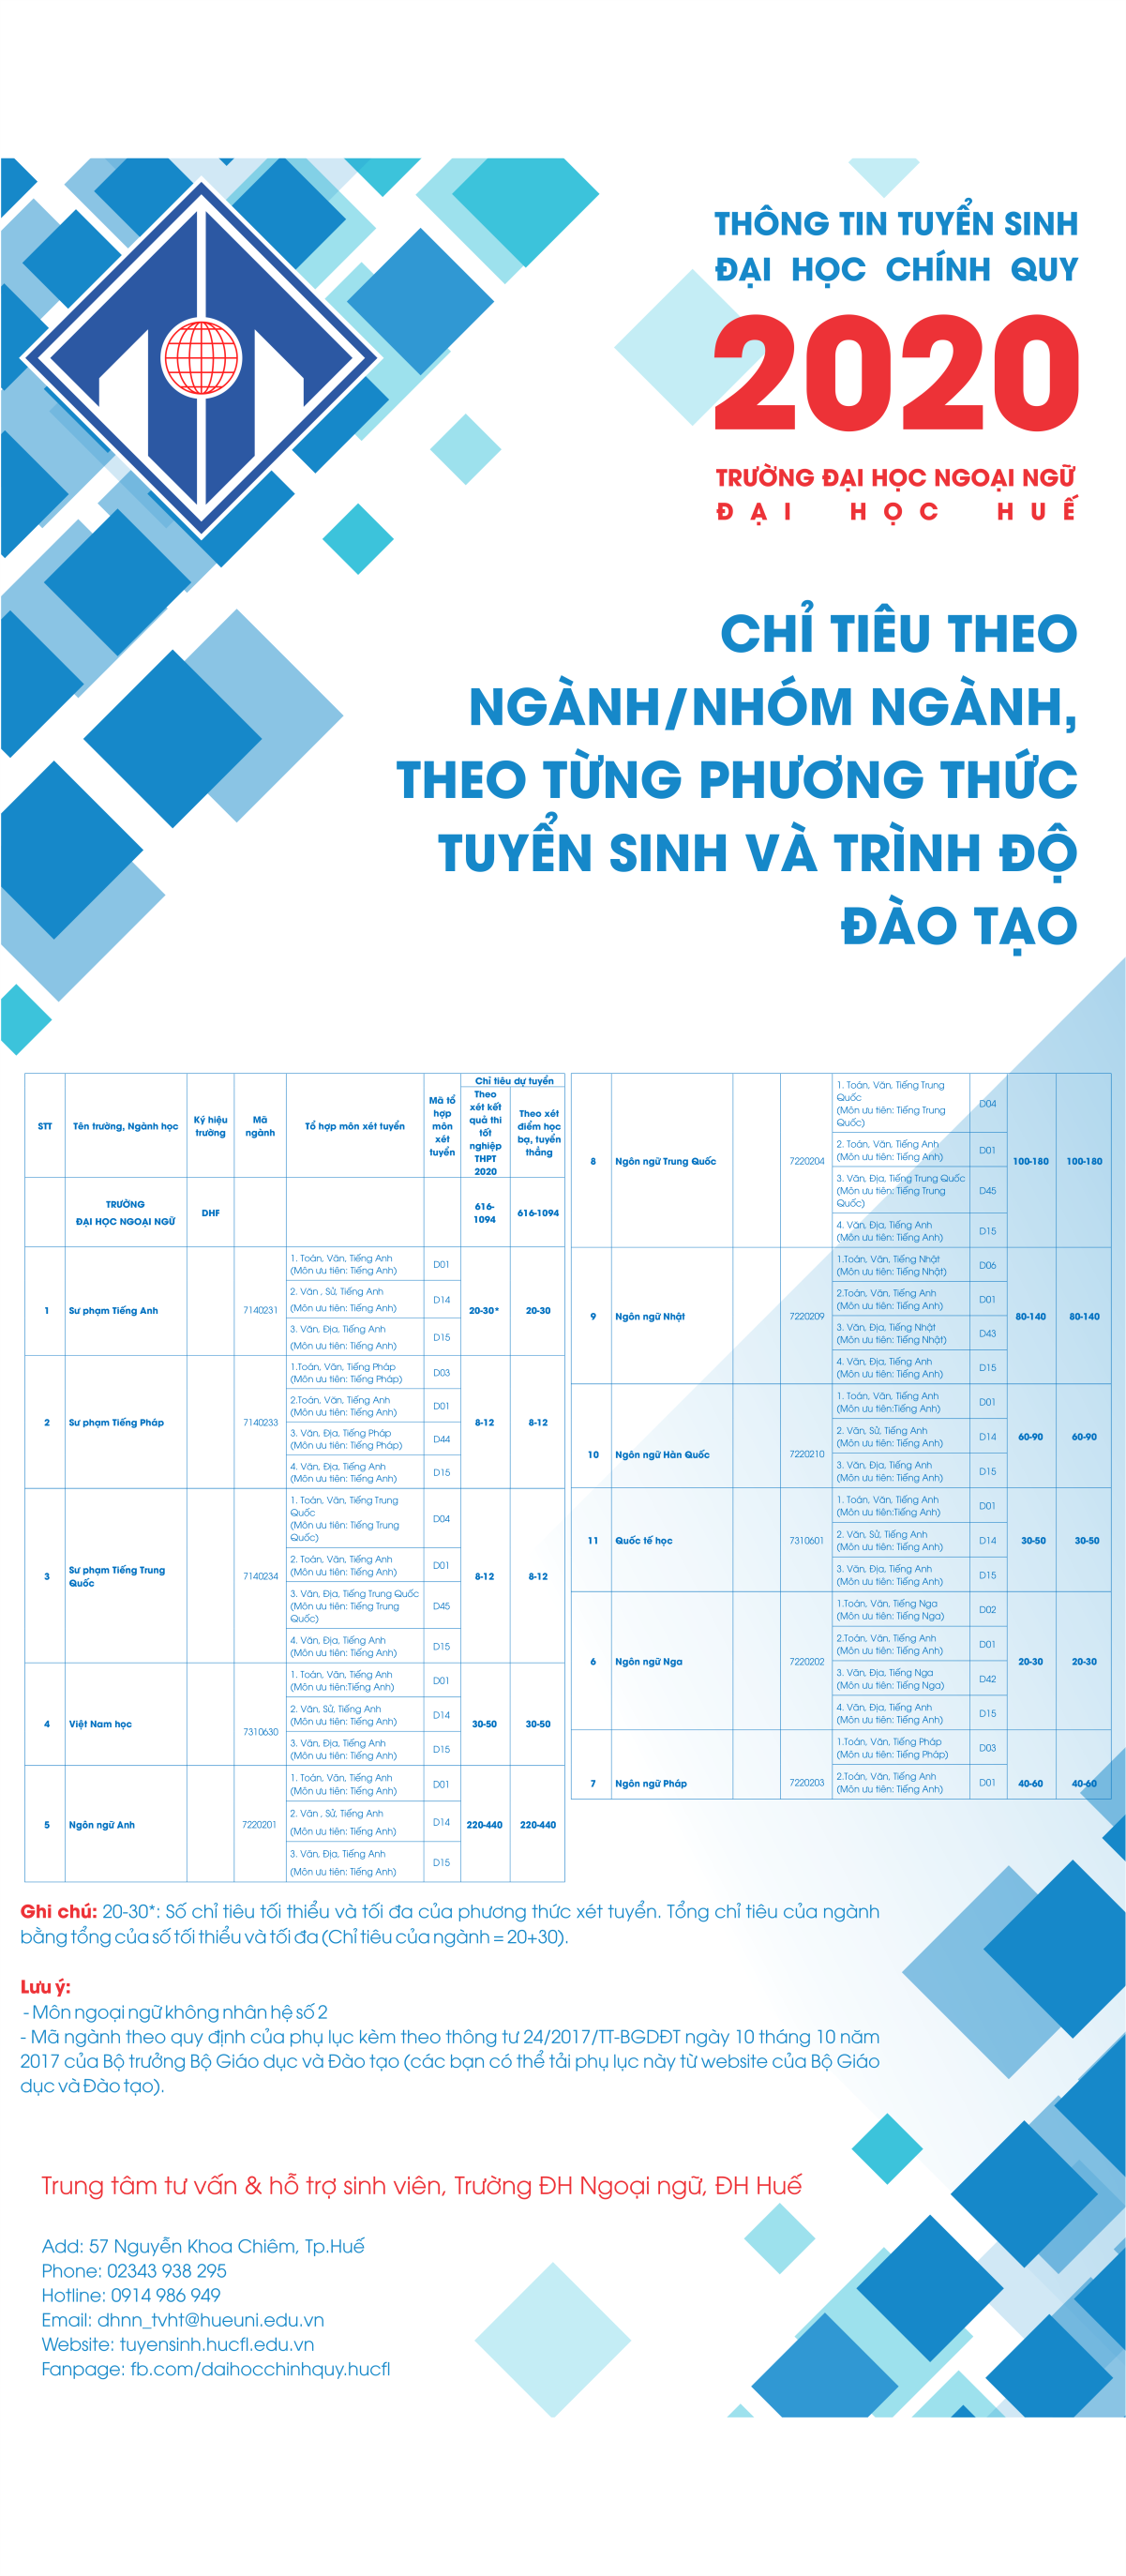 THÔNG TIN TUYỂN SINH
ĐẠI HỌC CHÍNH QUY
2020
TRƯỜNG ĐẠI HỌC NGOẠI NGỮ
ĐẠI HỌC HUẾ
CHỈ TIÊU THEO
NGÀNH/NHÓM NGÀNH,
THEO TỪNG PHƯƠNG THỨC
TUYỂN SINH VÀ TRÌNH ĐỘ
ĐÀO TẠO
STT
Tên trường, Ngành học
Ký hiệu
trường
Mã
ngành
Tổ hợp môn xét tuyển
Mã tổ
hợp
môn
xét
tuyển
Chỉ tiêu dự tuyển
Theo
xét kết
quả thi
tốt
nghiệp
THPT
2020
Theo xét
điểm học
bạ, tuyển
thẳng
TRƯỜNG
ĐẠI HỌC NGOẠI NGỮ
DHF
616-
1094
616-1094
1
Sư phạm Tiếng Anh
7140231
1. Toán, Văn, Tiếng Anh
(Môn ưu tiên: Tiếng Anh)
D01
2. Văn , Sử, Tiếng Anh
(Môn ưu tiên: Tiếng Anh)
D14
3. Văn, Địa, Tiếng Anh
(Môn ưu tiên: Tiếng Anh)
D15
20-30*
20-30
2
Sư phạm Tiếng Pháp
7140233
1.Toán, Văn, Tiếng Pháp
(Môn ưu tiên: Tiếng Pháp)
D03
2.Toán, Văn, Tiếng Anh
(Môn ưu tiên: Tiếng Anh)
D01
3. Văn, Địa, Tiếng Pháp
(Môn ưu tiên: Tiếng Pháp)
D44
4. Văn, Địa, Tiếng Anh
(Môn ưu tiên: Tiếng Anh)
D15
8-12
8-12
3
Sư phạm Tiếng Trung
Quốc
7140234
1. Toán, Văn, Tiếng Trung
Quốc
(Môn ưu tiên: Tiếng Trung
Quốc)
D04
2. Toán, Văn, Tiếng Anh
(Môn ưu tiên: Tiếng Anh)
D01
3. Văn, Địa, Tiếng Trung Quốc
(Môn ưu tiên: Tiếng Trung
Quốc)
D45
4. Văn, Địa, Tiếng Anh
(Môn ưu tiên: Tiếng Anh)
D15
8-12
8-12
4
Việt Nam học
7310630
1. Toán, Văn, Tiếng Anh
(Môn ưu tiên:Tiếng Anh)
D01
2. Văn, Sử, Tiếng Anh
(Môn ưu tiên: Tiếng Anh)
D14
3. Văn, Địa, Tiếng Anh
(Môn ưu tiên: Tiếng Anh)
D15
30-50
30-50
5
Ngôn ngữ Anh
7220201
1. Toán, Văn, Tiếng Anh
(Môn ưu tiên: Tiếng Anh)
D01
2. Văn , Sử, Tiếng Anh
(Môn ưu tiên: Tiếng Anh)
D14
3. Văn, Địa, Tiếng Anh
(Môn ưu tiên: Tiếng Anh)
D15
220-440
220-440
8
Ngôn ngữ Trung Quốc
7220204
1. Toán, Văn, Tiếng Trung
Quốc
(Môn ưu tiên: Tiếng Trung
Quốc)
D04
2. Toán, Văn, Tiếng Anh
(Môn ưu tiên: Tiếng Anh)
D01
3. Văn, Địa, Tiếng Trung Quốc
(Môn ưu tiên: Tiếng Trung
Quốc)
D45
4. Văn, Địa, Tiếng Anh
(Môn ưu tiên: Tiếng Anh)
D15
100-180
100-180
9
Ngôn ngữ Nhật
7220209
1.Toán, Văn, Tiếng Nhật
(Môn ưu tiên: Tiếng Nhật)
D06
2.Toán, Văn, Tiếng Anh
(Môn ưu tiên: Tiếng Anh)
D01
3. Văn, Địa, Tiếng Nhật
(Môn ưu tiên: Tiếng Nhật)
D43
4. Văn, Địa, Tiếng Anh
(Môn ưu tiên: Tiếng Anh)
D15
80-140
80-140
10
Ngôn ngữ Hàn Quốc
7220210
1. Toán, Văn, Tiếng Anh
(Môn ưu tiên:Tiếng Anh)
D01
2. Văn, Sử, Tiếng Anh
(Môn ưu tiên: Tiếng Anh)
D14
3. Văn, Địa, Tiếng Anh
(Môn ưu tiên: Tiếng Anh)
D15
60-90
60-90
11
Quốc tế học
7310601
1. Toán, Văn, Tiếng Anh
(Môn ưu tiên:Tiếng Anh)
D01
2. Văn, Sử, Tiếng Anh
(Môn ưu tiên: Tiếng Anh)
D14
3. Văn, Địa, Tiếng Anh
(Môn ưu tiên: Tiếng Anh)
D15
30-50
30-50
6
Ngôn ngữ Nga
7220202
1.Toán, Văn, Tiếng Nga
(Môn ưu tiên: Tiếng Nga)
D02
2.Toán, Văn, Tiếng Anh
(Môn ưu tiên: Tiếng Anh)
D01
3. Văn, Địa, Tiếng Nga
(Môn ưu tiên: Tiếng Nga)
D42
4. Văn, Địa, Tiếng Anh
(Môn ưu tiên: Tiếng Anh)
D15
20-30
20-30
7
Ngôn ngữ Pháp
7220203
1.Toán, Văn, Tiếng Pháp
(Môn ưu tiên: Tiếng Pháp)
D03
2.Toán, Văn, Tiếng Anh
(Môn ưu tiên: Tiếng Anh)
D01
40-60
40-60
Ghi chú: 20-30*: Số chỉ tiêu tối thiểu và tối đa của phương thức xét tuyển. Tổng chỉ tiêu của ngành
bằng tổng của số tối thiểu và tối đa (Chỉ tiêu của ngành = 20+30).
Lưu ý:
- Môn ngoại ngữ không nhân hệ số 2
- Mã ngành theo quy định của phụ lục kèm theo thông tư 24/2017/TT-BGDĐT ngày 10 tháng 10 năm
2017 của Bộ trưởng Bộ Giáo dục và Đào tạo (các bạn có thể tải phụ lục này từ website của Bộ Giáo
dục và Đào tạo).
Trung tâm tư vấn & hỗ trợ sinh viên, Trường ĐH Ngoại ngữ, ĐH Huế
Add: 57 Nguyễn Khoa Chiêm, Tp.Huế
Phone: 02343 938 295
Hotline: 0914 986 949
Email: dhnn_tvht@hueuni.edu.vn
Website: tuyensinh.hucfl.edu.vn
Fanpage: fb.com/daihocchinhquy.hucfl